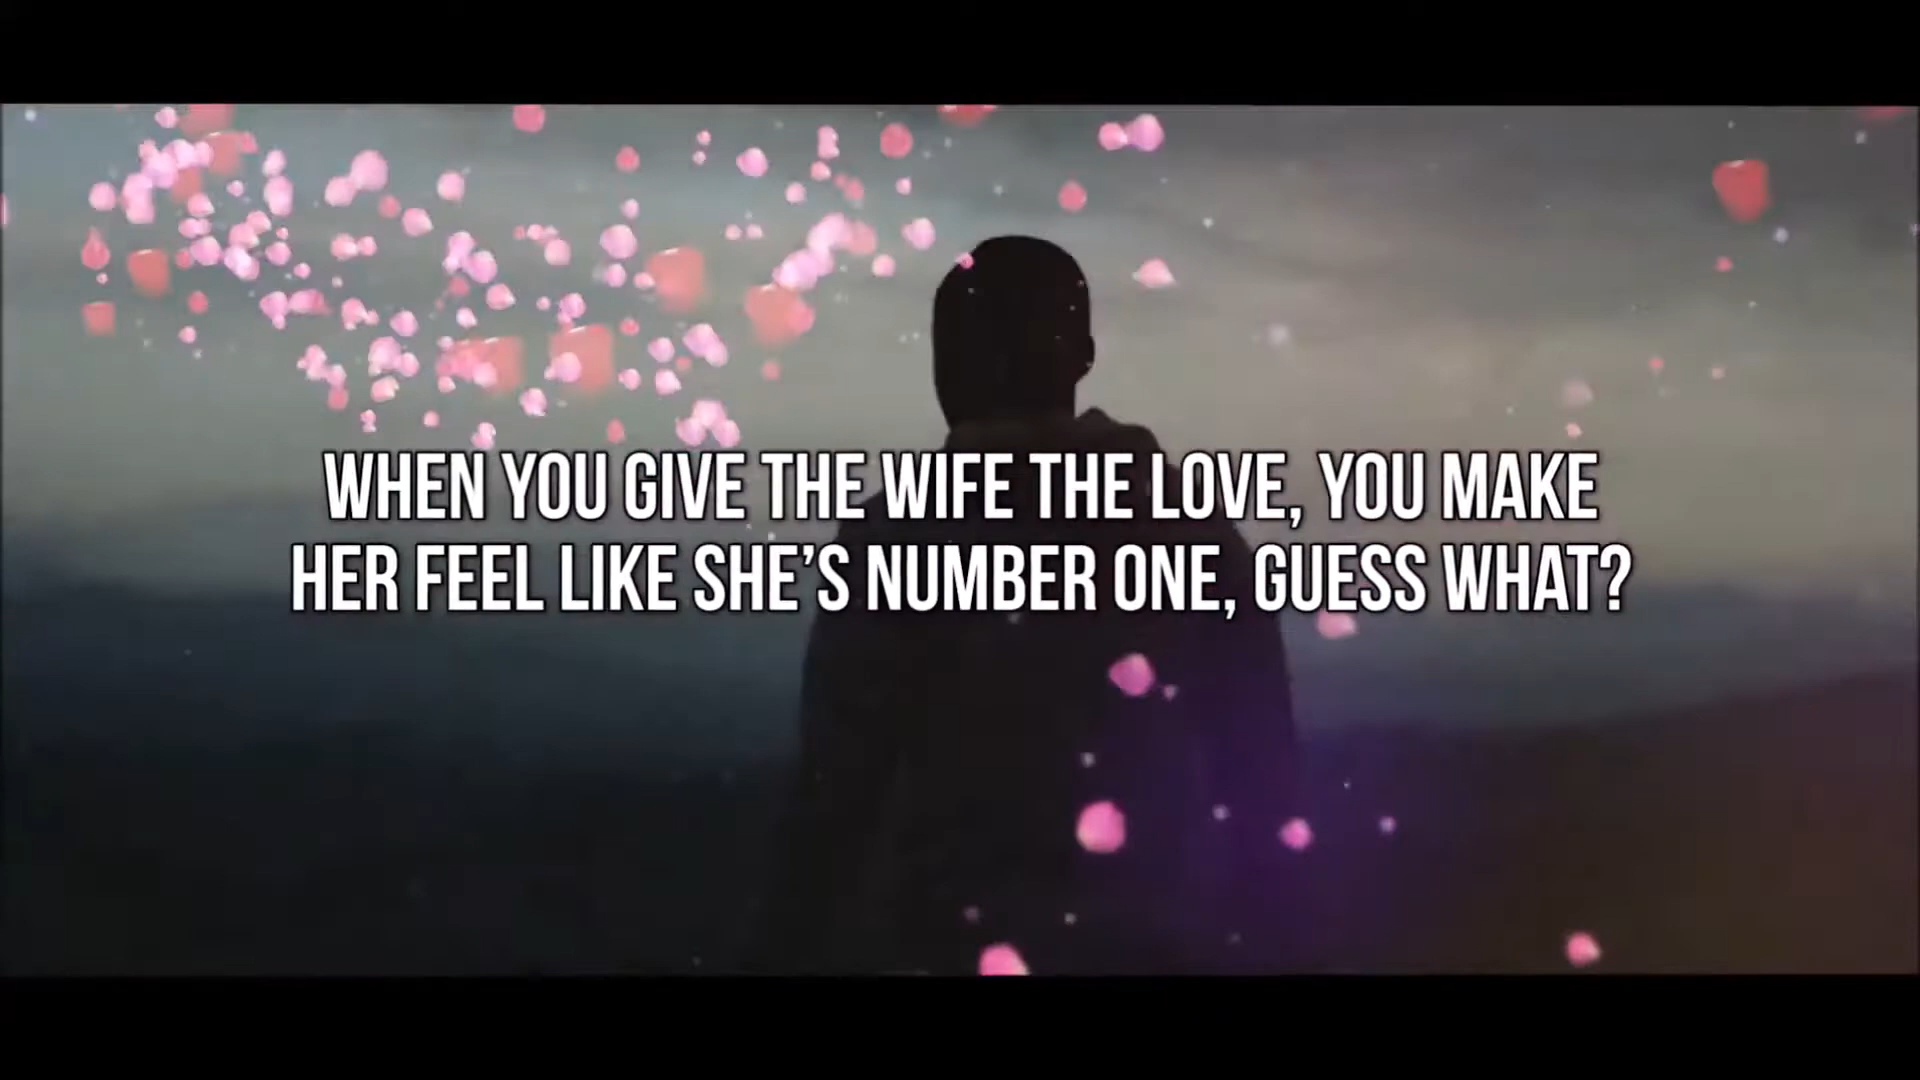 WHEN YOU GIVE THE WIFE THE LOVE, YOU MAKE
HER FEEL LIKE SHE’S NUMBER ONE, GUESS WHAT?